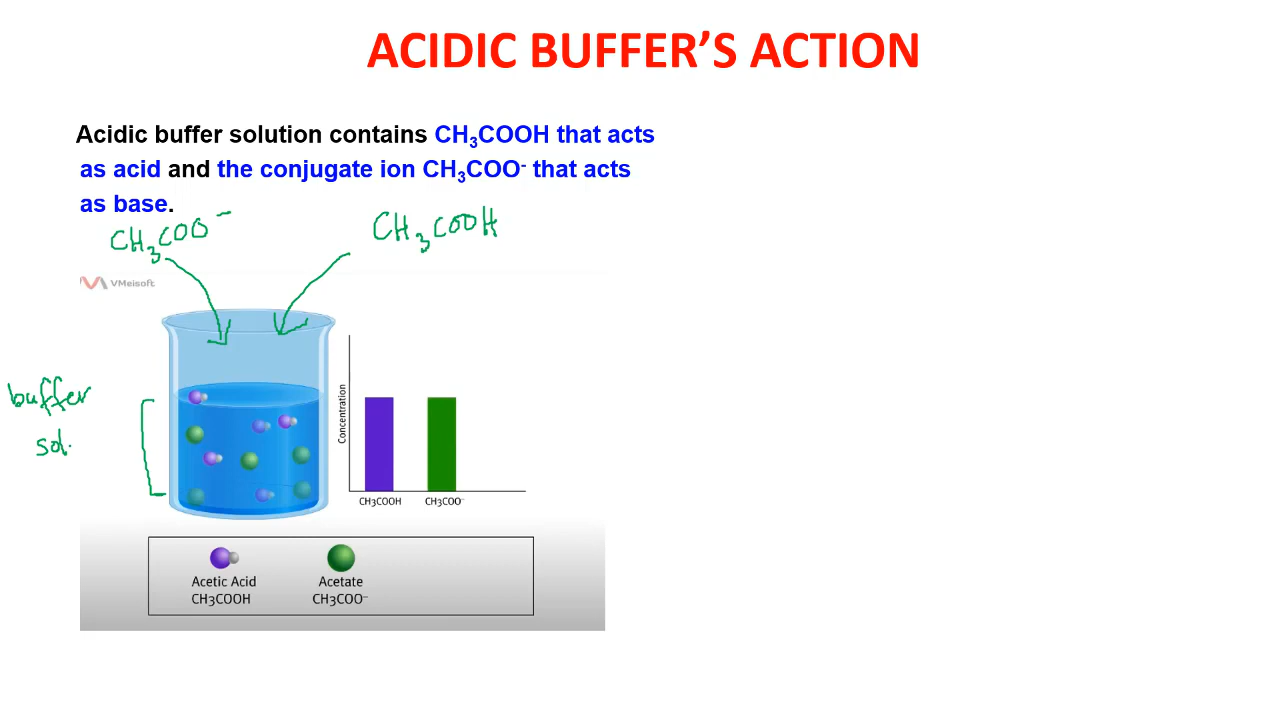 ACIDIC BUFFER’S ACTION
Acidic buffer solution contains CH₃COOH that acts
as acid and the conjugate ion CH₃COO⁻ that acts
as base.
CH₃COO⁻
CH₃COOH
VMeisoft
buffer
sol.
Concentration
CH3COOH
CH3COO⁻
Acetic Acid
CH3COOH
Acetate
CH3COO⁻